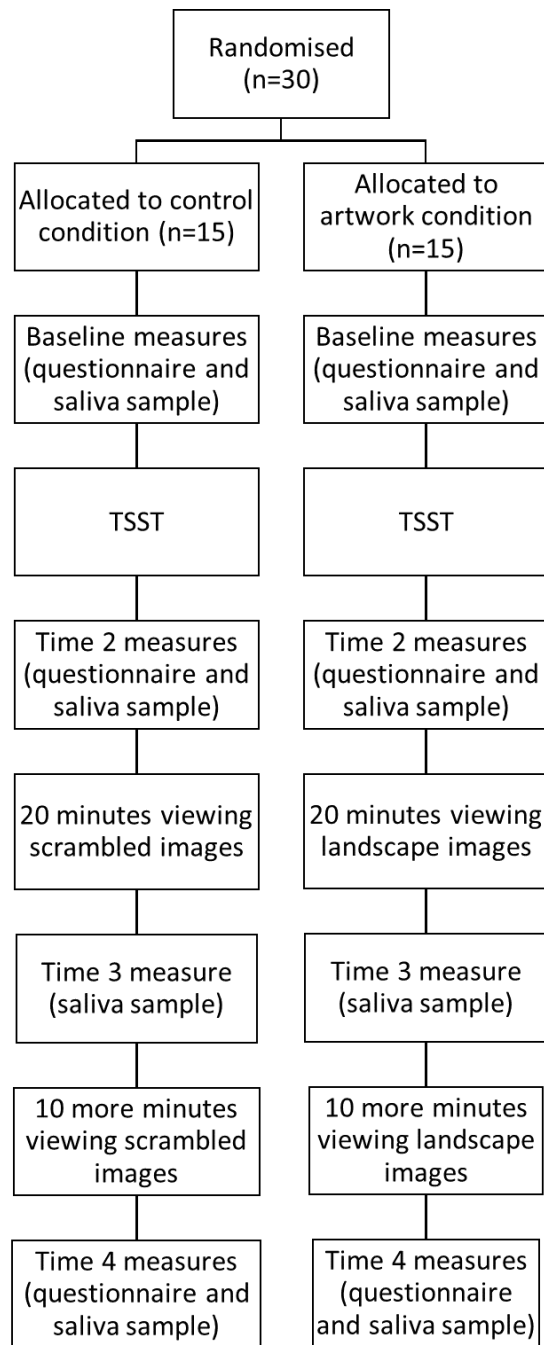 Randomised
(n=30)
Allocated to control
condition (n=15)
Allocated to
artwork condition
(n=15)
Baseline measures
(questionnaire and
saliva sample)
Baseline measures
(questionnaire and
saliva sample)
TSST
TSST
Time 2 measures
(questionnaire and
saliva sample)
Time 2 measures
(questionnaire and
saliva sample)
20 minutes viewing
scrambled images
20 minutes viewing
landscape images
Time 3 measure
(saliva sample)
Time 3 measure
(saliva sample)
10 more minutes
viewing scrambled
images
10 more minutes
viewing landscape
images
Time 4 measures
(questionnaire and
saliva sample)
Time 4 measures
(questionnaire
and saliva sample)